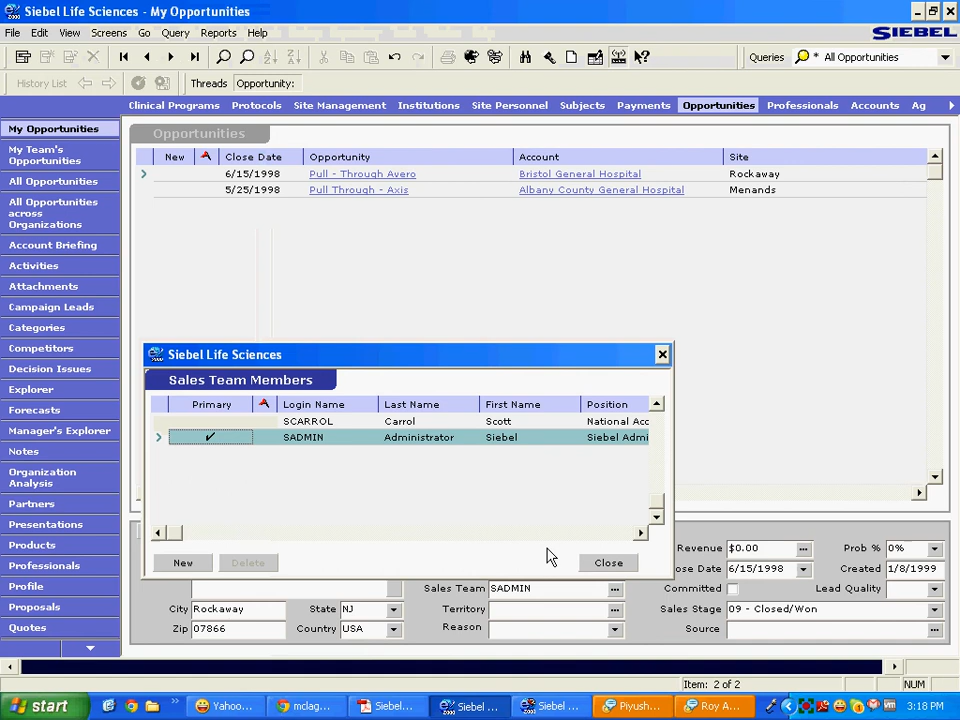 Siebel Life Sciences - My Opportunities
File Edit View Screens Go Query Reports Help
SIEBEL
Queries * All Opportunities
History List Threads Opportunity:
Clinical Programs Protocols Site Management Institutions Site Personnel Subjects Payments Opportunities Professionals Accounts Ag
My Opportunities
My Team's
Opportunities
All Opportunities
All Opportunities
across
Organizations
Account Briefing
Activities
Attachments
Campaign Leads
Categories
Competitors
Decision Issues
Explorer
Forecasts
Manager's Explorer
Notes
Organization
Analysis
Partners
Presentations
Products
Professionals
Profile
Proposals
Quotes
Opportunities
New Close Date Opportunity Account Site
6/15/1998 Pull - Through Avero Bristol General Hospital Rockaway
5/25/1998 Pull Through - Axis Albany County General Hospital Menands
Siebel Life Sciences
Sales Team Members
Primary Login Name Last Name First Name Position
SCARROL Carrol Scott National Acc
SADMIN Administrator Siebel Siebel Admi
New Delete Close
Revenue $0.00 Prob % 0%
lose Date 6/15/1998 Created 1/8/1999
Sales Team SADMIN Committed Lead Quality
City Rockaway State NJ Territory Sales Stage 09 - Closed/Won
Zip 07866 Country USA Reason Source
Item: 2 of 2 NUM
start Yahoo... mclag... Siebel... Siebel ... Siebel ... Piyush... Roy A... 3:18 PM